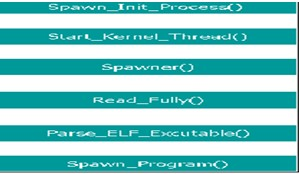 Spawn_Init_Process()
Start_Kernel_Thread()
Spawner()
Read_Fully()
Parse_ELF_Excutable()
Spawn_Program()